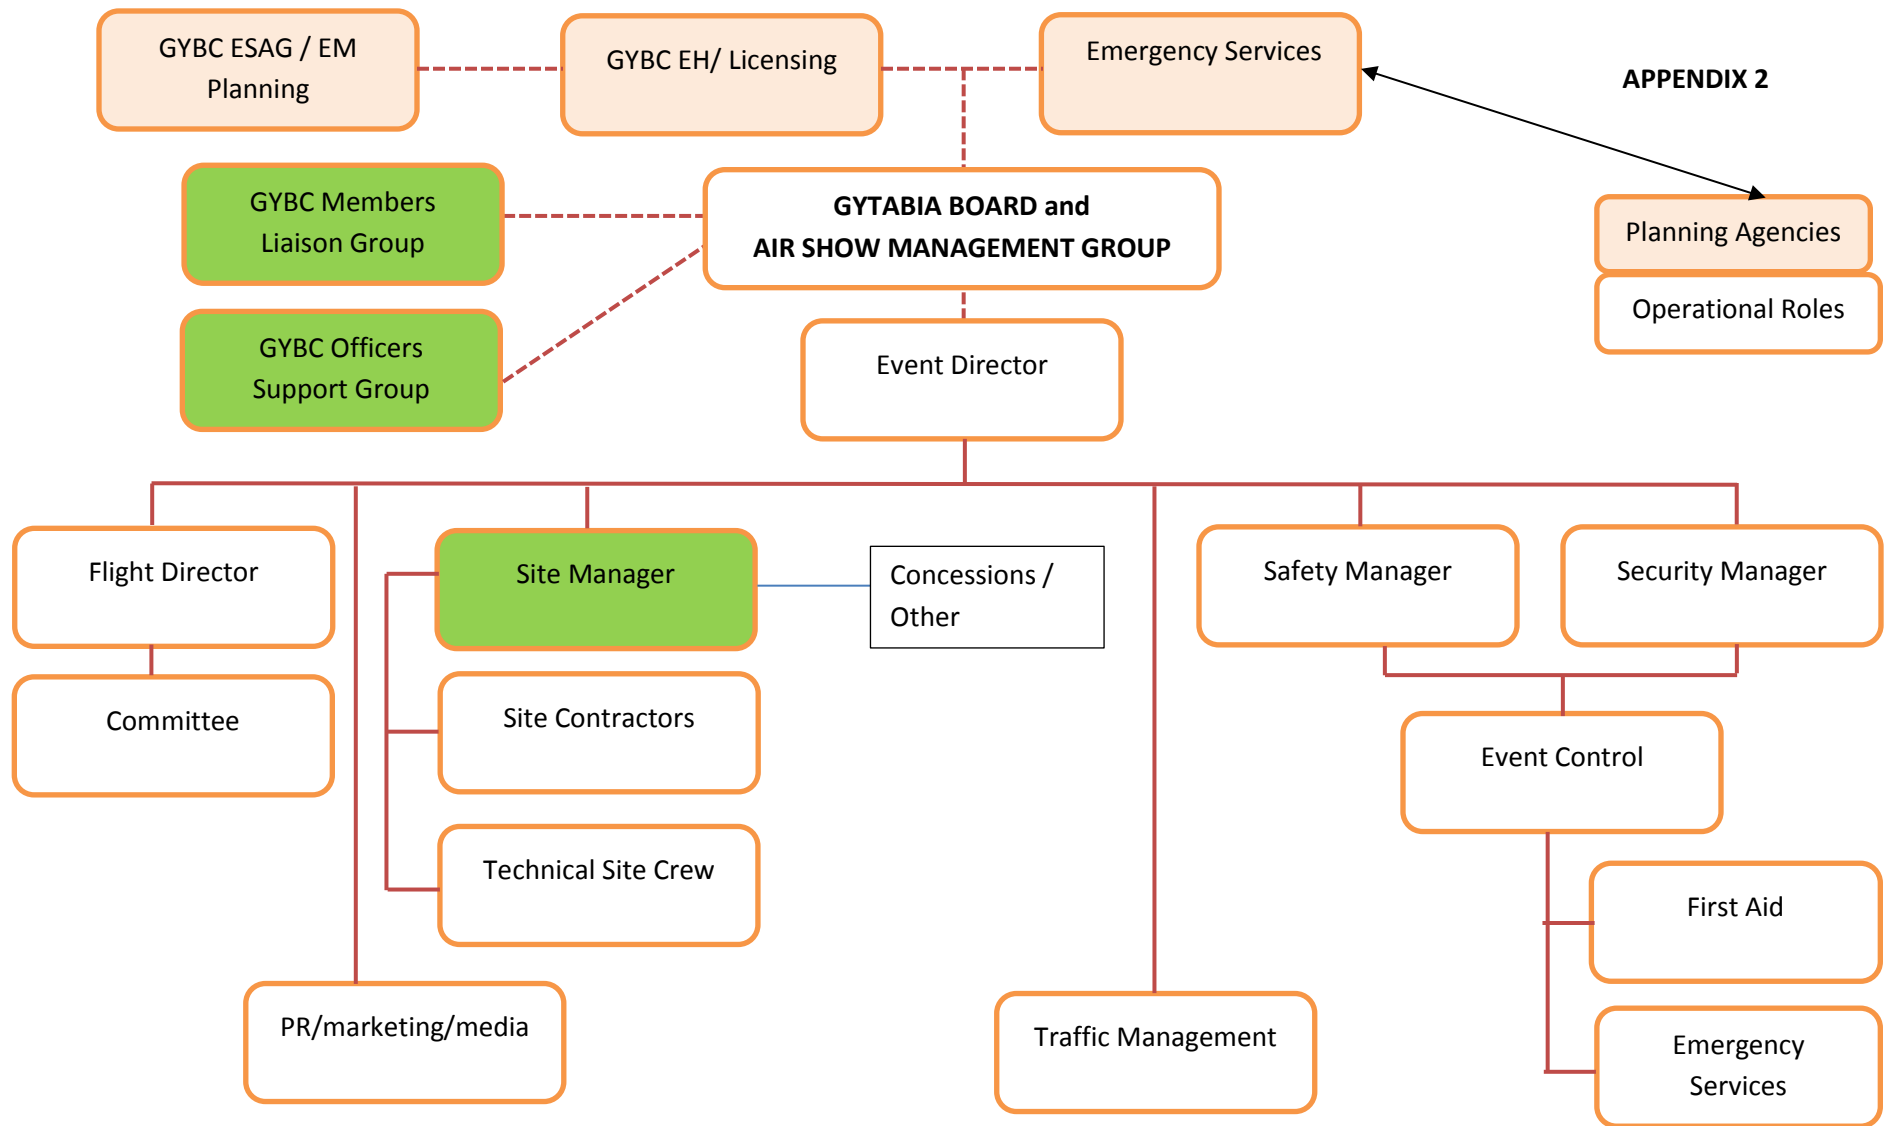 GYBC ESAG / EM
Planning
GYBC EH/ Licensing
Emergency Services
APPENDIX 2
GYBC Members
Liaison Group
GYTABIA BOARD and
AIR SHOW MANAGEMENT GROUP
Planning Agencies
Operational Roles
GYBC Officers
Support Group
Event Director
Flight Director
Site Manager
Concessions /
Other
Safety Manager
Security Manager
Committee
Site Contractors
Event Control
Technical Site Crew
First Aid
PR/marketing/media
Traffic Management
Emergency
Services